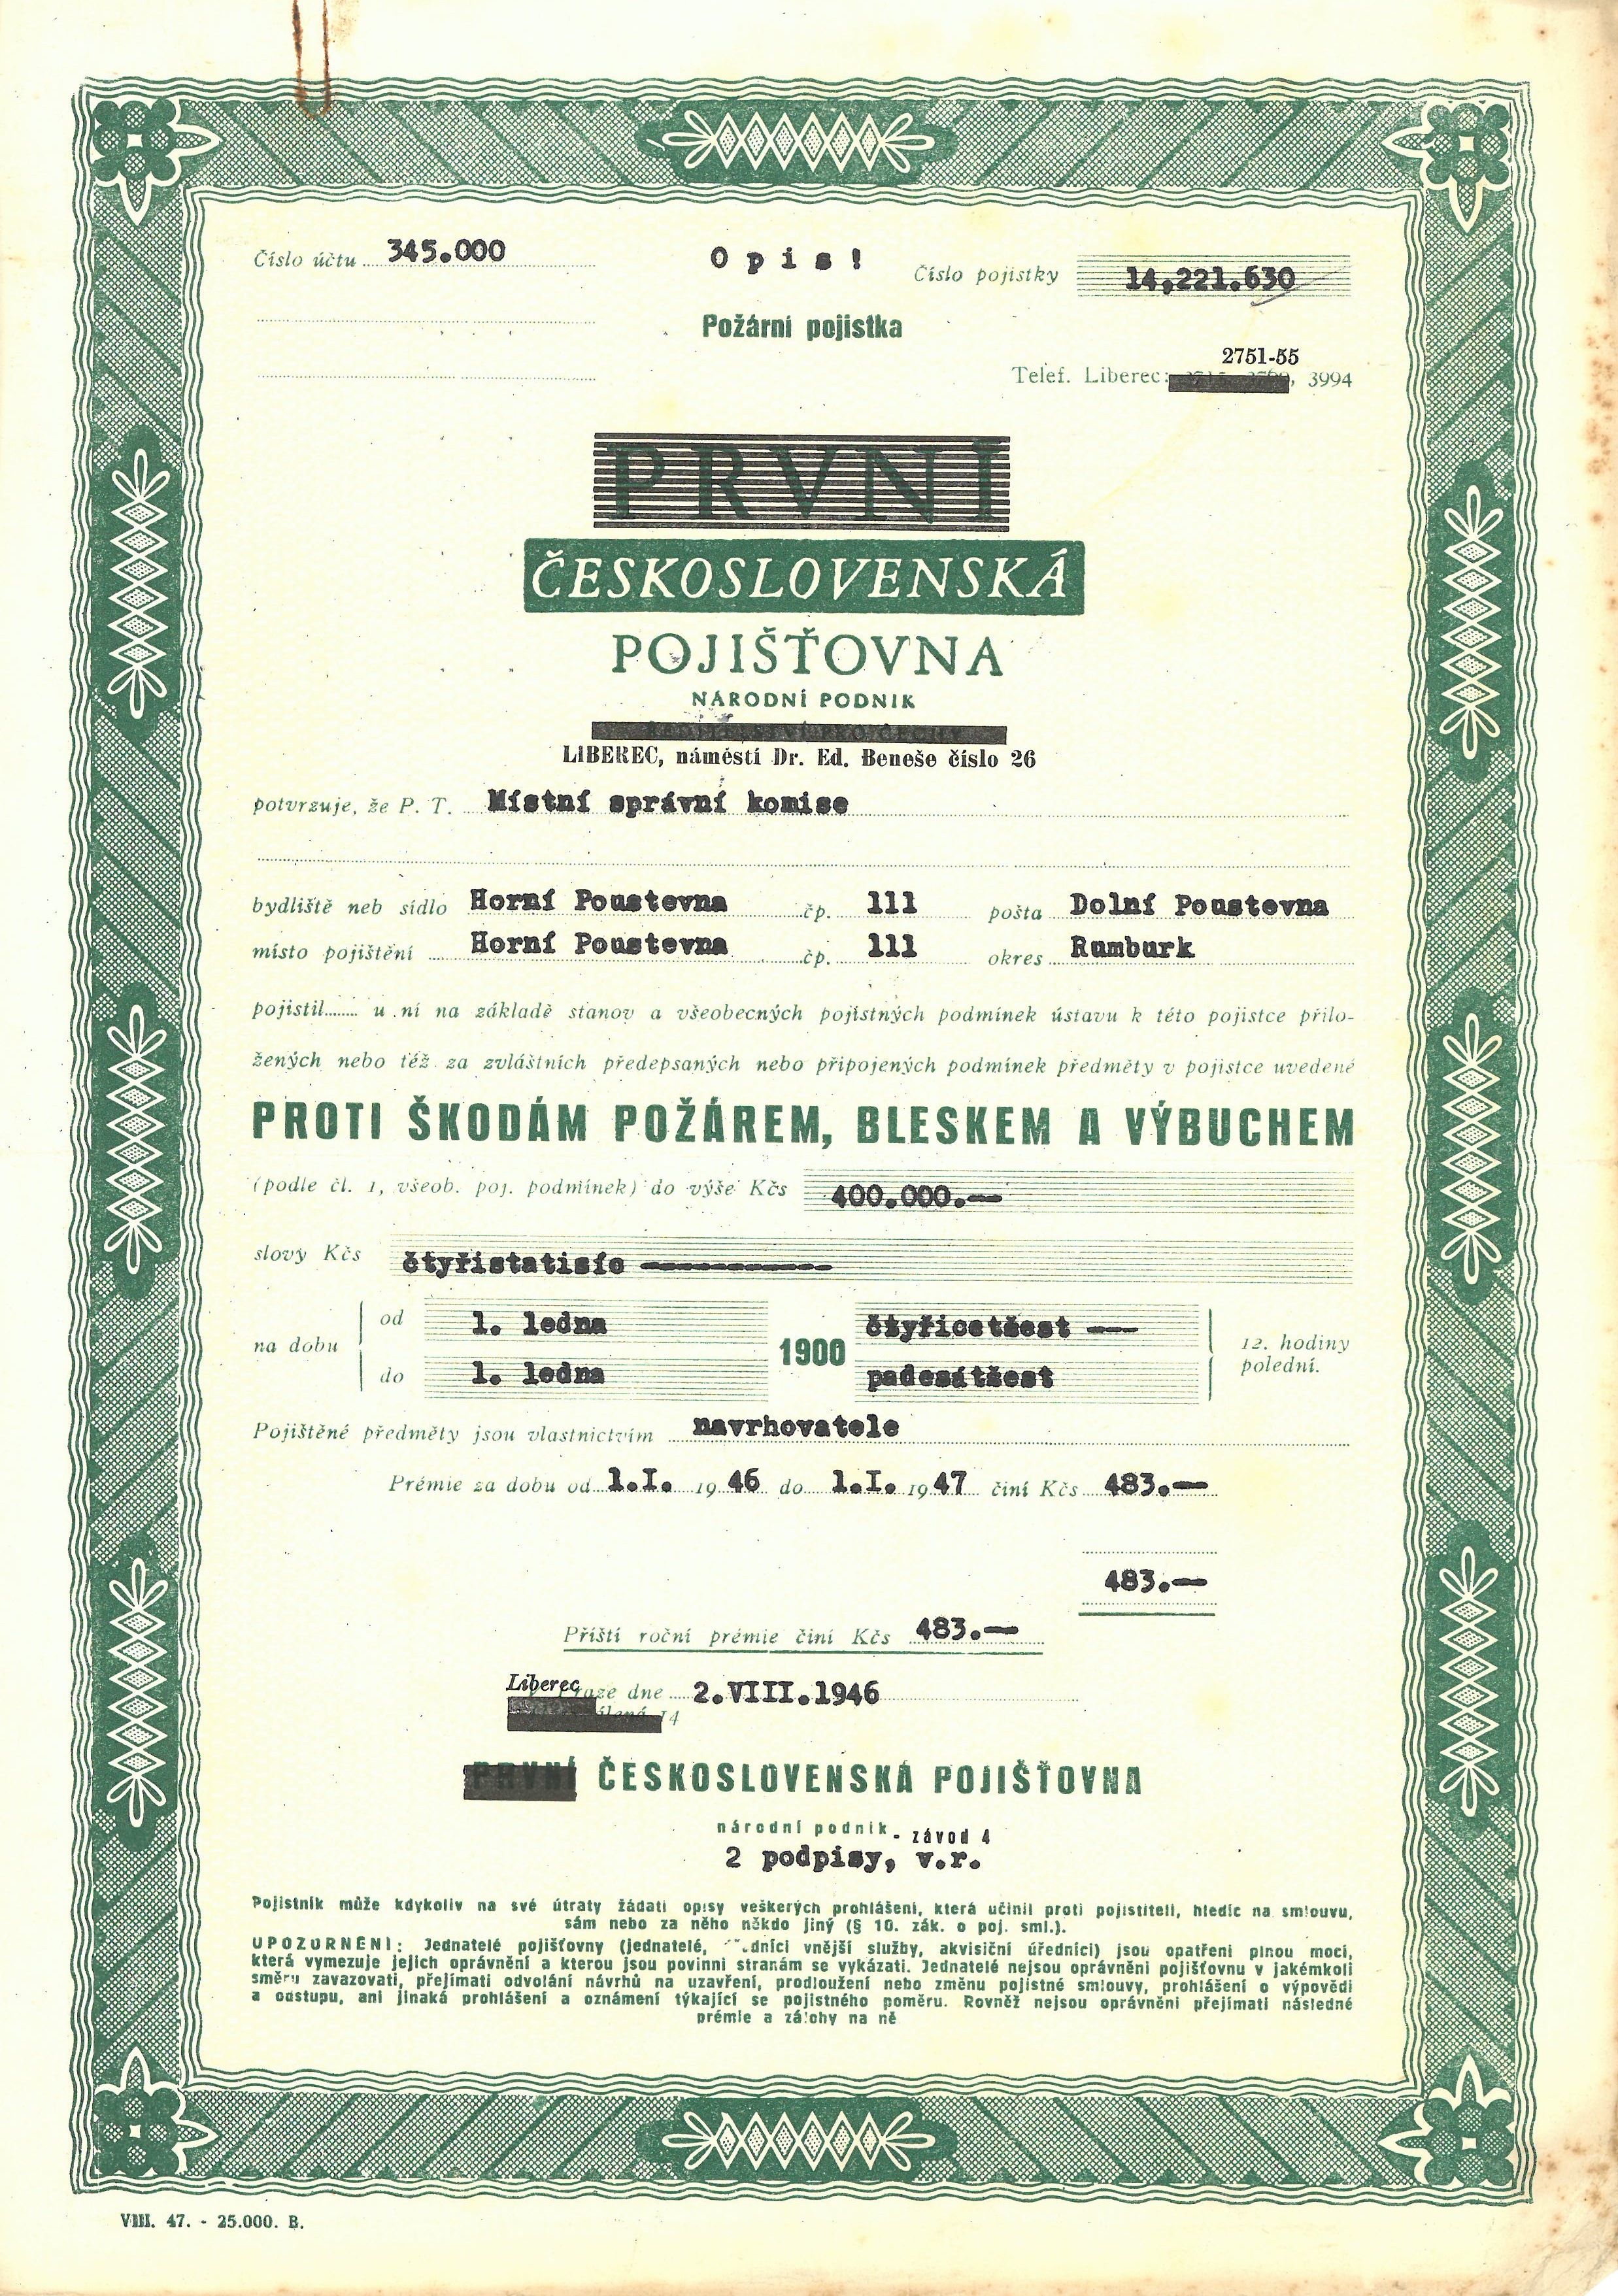 Číslo účtu 345.000
Opis!
Číslo pojistky 14,221.630
Požární pojistka
2751-55
Telef. Liberec: , 3994
PRVNÍ
ČESKOSLOVENSKÁ
POJIŠŤOVNA
NÁRODNÍ PODNIK
LIBEREC, náměstí Dr. Ed. Beneše číslo 26
potvrzuje, že P. T. Místní správní komise
bydliště neb sídlo Horní Poustevna čp. 111 pošta Dolní Poustevna
místo pojištění Horní Poustevna čp. 111 okres Rumburk
pojistil u ní na základě stanov a všeobecných pojistných podmínek ústavu k této pojistce přilo-
žených nebo též za zvláštních předepsaných nebo připojených podmínek předměty v pojistce uvedené
PROTI ŠKODÁM POŽÁREM, BLESKEM A VÝBUCHEM
(podle čl. 1, všeob. poj. podmínek) do výše Kčs 400.000.—
slovy Kčs čtyřistatisíc
na dobu od 1. ledna 1900 čtyřicetšest — 12. hodiny
do 1. ledna padesátšest polední.
Pojištěné předměty jsou vlastnictvím navrhovatele
Prémie za dobu od 1.I. 1946 do 1.I. 1947 činí Kčs 483.—
483.—
Příští roční prémie činí Kčs 483.—
Liberec
dne 2.VIII.1946
14
PRVNÍ ČESKOSLOVENSKÁ POJIŠŤOVNA
národní podnik - závod 4
2 podpisy, v.r.
Pojistník může kdykoliv na své útraty žádati opisy veškerých prohlášení, která učinil proti pojistiteli, hledíc na smlouvu,
sám nebo za něho někdo jiný (§ 10. zák. o poj. sml.).
UPOZORNĚNÍ: Jednatelé pojišťovny (jednatelé, vnější služby, akvisiční úředníci) jsou opatřeni plnou mocí,
která vymezuje jejich oprávnění a kterou jsou povinni stranám se vykázati. Jednatelé nejsou oprávněni pojišťovnu v jakémkoli
směru zavazovati, přejímati odvolání návrhů na uzavření, prodloužení nebo změnu pojistné smlouvy, prohlášení o výpovědi
a odstupu, ani jinaká prohlášení a oznámení týkající se pojistného poměru. Rovněž nejsou oprávněni přejímati následné
prémie a zálohy na ně
VIII. 47. - 25.000. B.